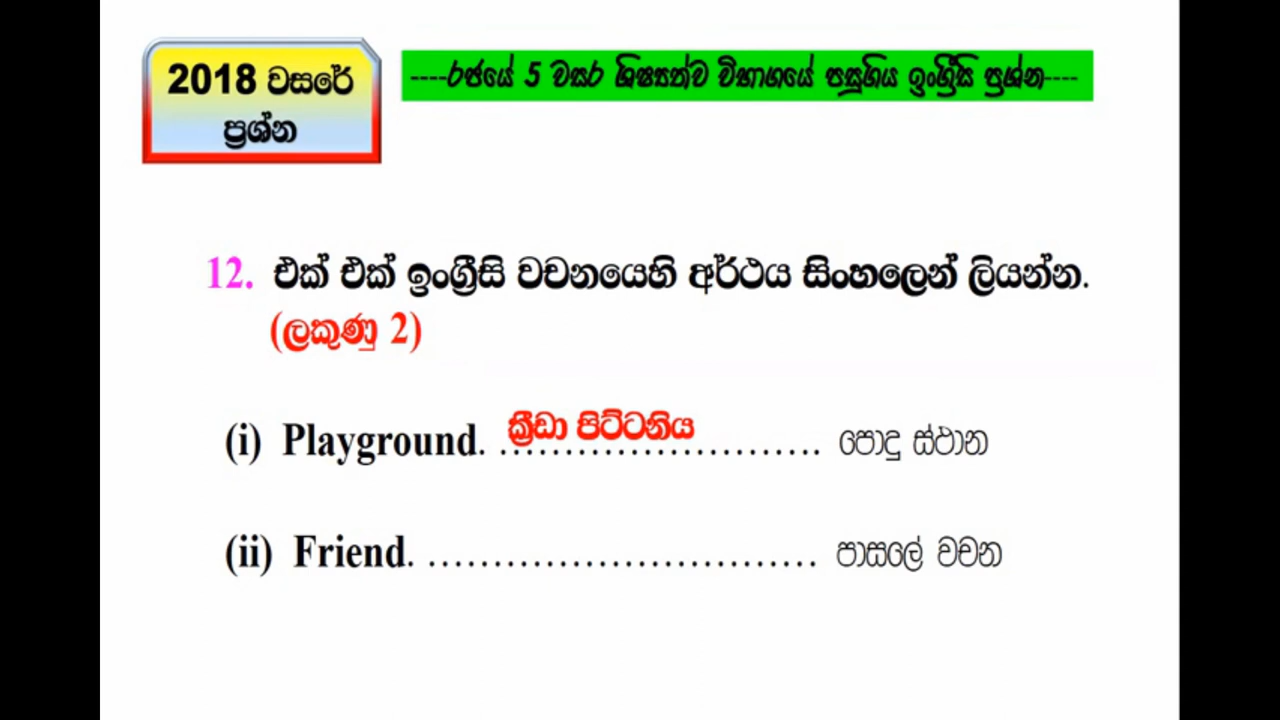 2018 වසරේ
ප්‍රශ්න
----රජයේ 5 වසර ශිෂ්‍යත්ව විභාගයේ පසුගිය ඉංග්‍රීසි ප්‍රශ්න----
12. එක් එක් ඉංග්‍රීසි වචනයෙහි අර්ථය සිංහලෙන් ලියන්න.
(ලකුණු 2)
(i) Playground. ක්‍රීඩා පිට්ටනිය ......................... පොදු ස්ථාන
(ii) Friend. .............................. පාසලේ වචන